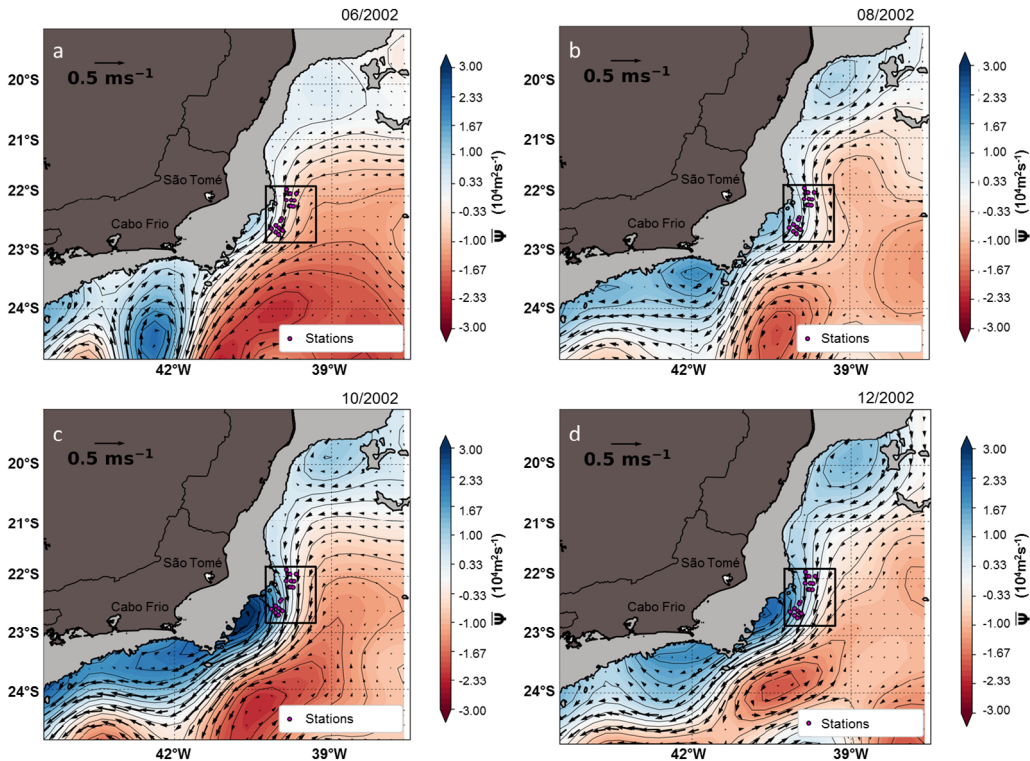 06/2002
a
0.5 ms⁻¹
20°S
21°S
22°S
23°S
24°S
São Tomé
Cabo Frio
Stations
42°W
39°W
3.00
2.33
1.67
1.00
0.33
-0.33
-1.00
-1.67
-2.33
-3.00
Ψ (10⁴m²s⁻¹)
08/2002
b
0.5 ms⁻¹
20°S
21°S
22°S
23°S
24°S
São Tomé
Cabo Frio
Stations
42°W
39°W
3.00
2.33
1.67
1.00
0.33
-0.33
-1.00
-1.67
-2.33
-3.00
Ψ (10⁴m²s⁻¹)
10/2002
c
0.5 ms⁻¹
20°S
21°S
22°S
23°S
24°S
São Tomé
Cabo Frio
Stations
42°W
39°W
3.00
2.33
1.67
1.00
0.33
-0.33
-1.00
-1.67
-2.33
-3.00
Ψ (10⁴m²s⁻¹)
12/2002
d
0.5 ms⁻¹
20°S
21°S
22°S
23°S
24°S
São Tomé
Cabo Frio
Stations
42°W
39°W
3.00
2.33
1.67
1.00
0.33
-0.33
-1.00
-1.67
-2.33
-3.00
Ψ (10⁴m²s⁻¹)